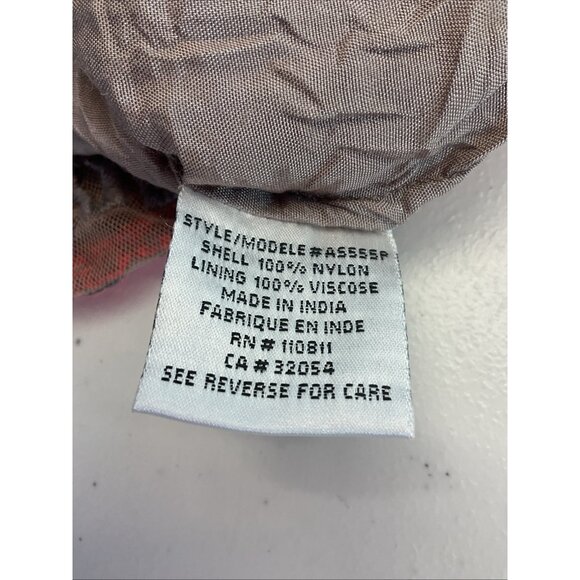 STYLE/MODELE #A5555P
SHELL 100% NYLON
LINING 100% VISCOSE
MADE IN INDIA
FABRIQUE EN INDE
RN # 110811
CA # 32054
SEE REVERSE FOR CARE